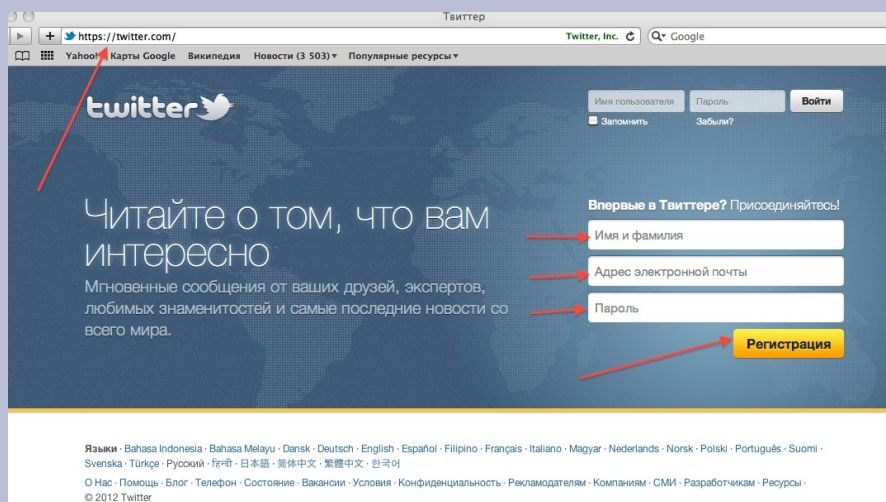 Твиттер
https://twitter.com/
Twitter, Inc.
Google
Yahoo! Карты Google Википедия Новости (3 503) Популярные ресурсы
twitter
Имя пользователя
Пароль
Войти
Запомнить
Забыли?
Читайте о том, что вам
интересно
Мгновенные сообщения от ваших друзей, экспертов,
любимых знаменитостей и самые последние новости со
всего мира.
Впервые в Твиттере? Присоединяйтесь!
Имя и фамилия
Адрес электронной почты
Пароль
Регистрация
Языки · Bahasa Indonesia · Bahasa Melayu · Dansk · Deutsch · English · Español · Filipino · Français · Italiano · Magyar · Nederlands · Norsk · Polski · Português · Suomi ·
Svenska · Türkçe · Русский · हिन्दी · 日本語 · 简体中文 · 繁體中文 · 한국어
О Нас · Помощь · Блог · Телефон · Состояние · Вакансии · Условия · Конфиденциальность · Рекламодателям · Компаниям · СМИ · Разработчикам · Ресурсы ·
© 2012 Twitter